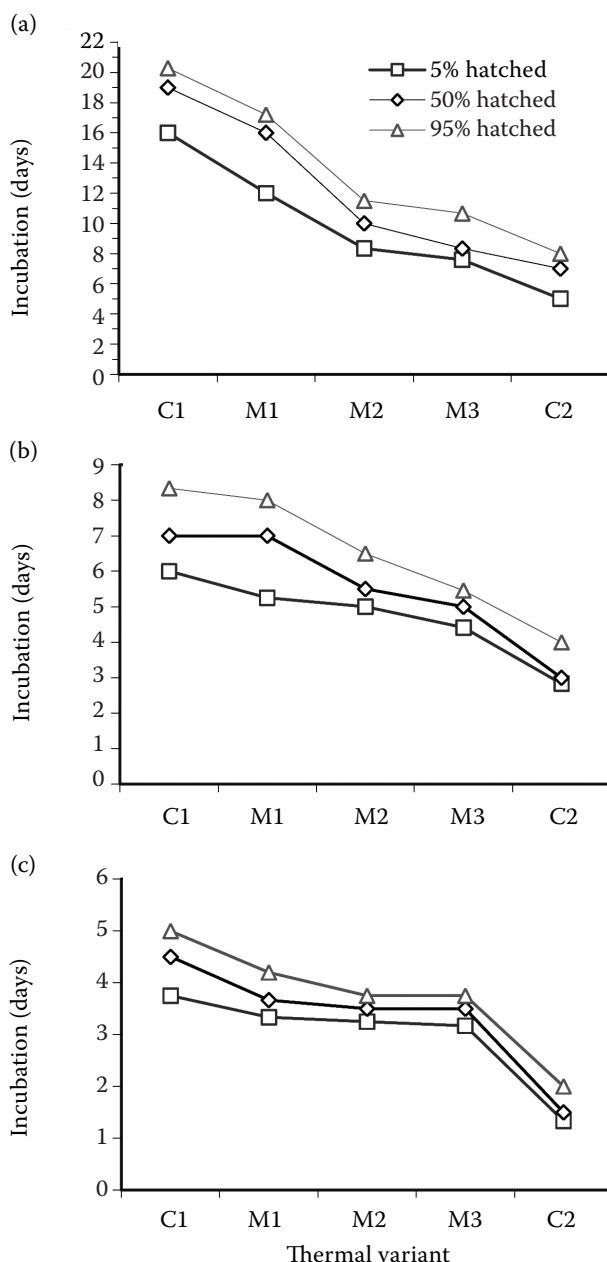 (a)
22
20
18
16
14
12
10
8
6
4
2
0
Incubation (days)
5% hatched
50% hatched
95% hatched
C1 M1 M2 M3 C2
(b)
9
8
7
6
5
4
3
2
1
0
Incubation (days)
C1 M1 M2 M3 C2
(c)
6
5
4
3
2
1
0
Incubation (days)
C1 M1 M2 M3 C2
Thermal variant